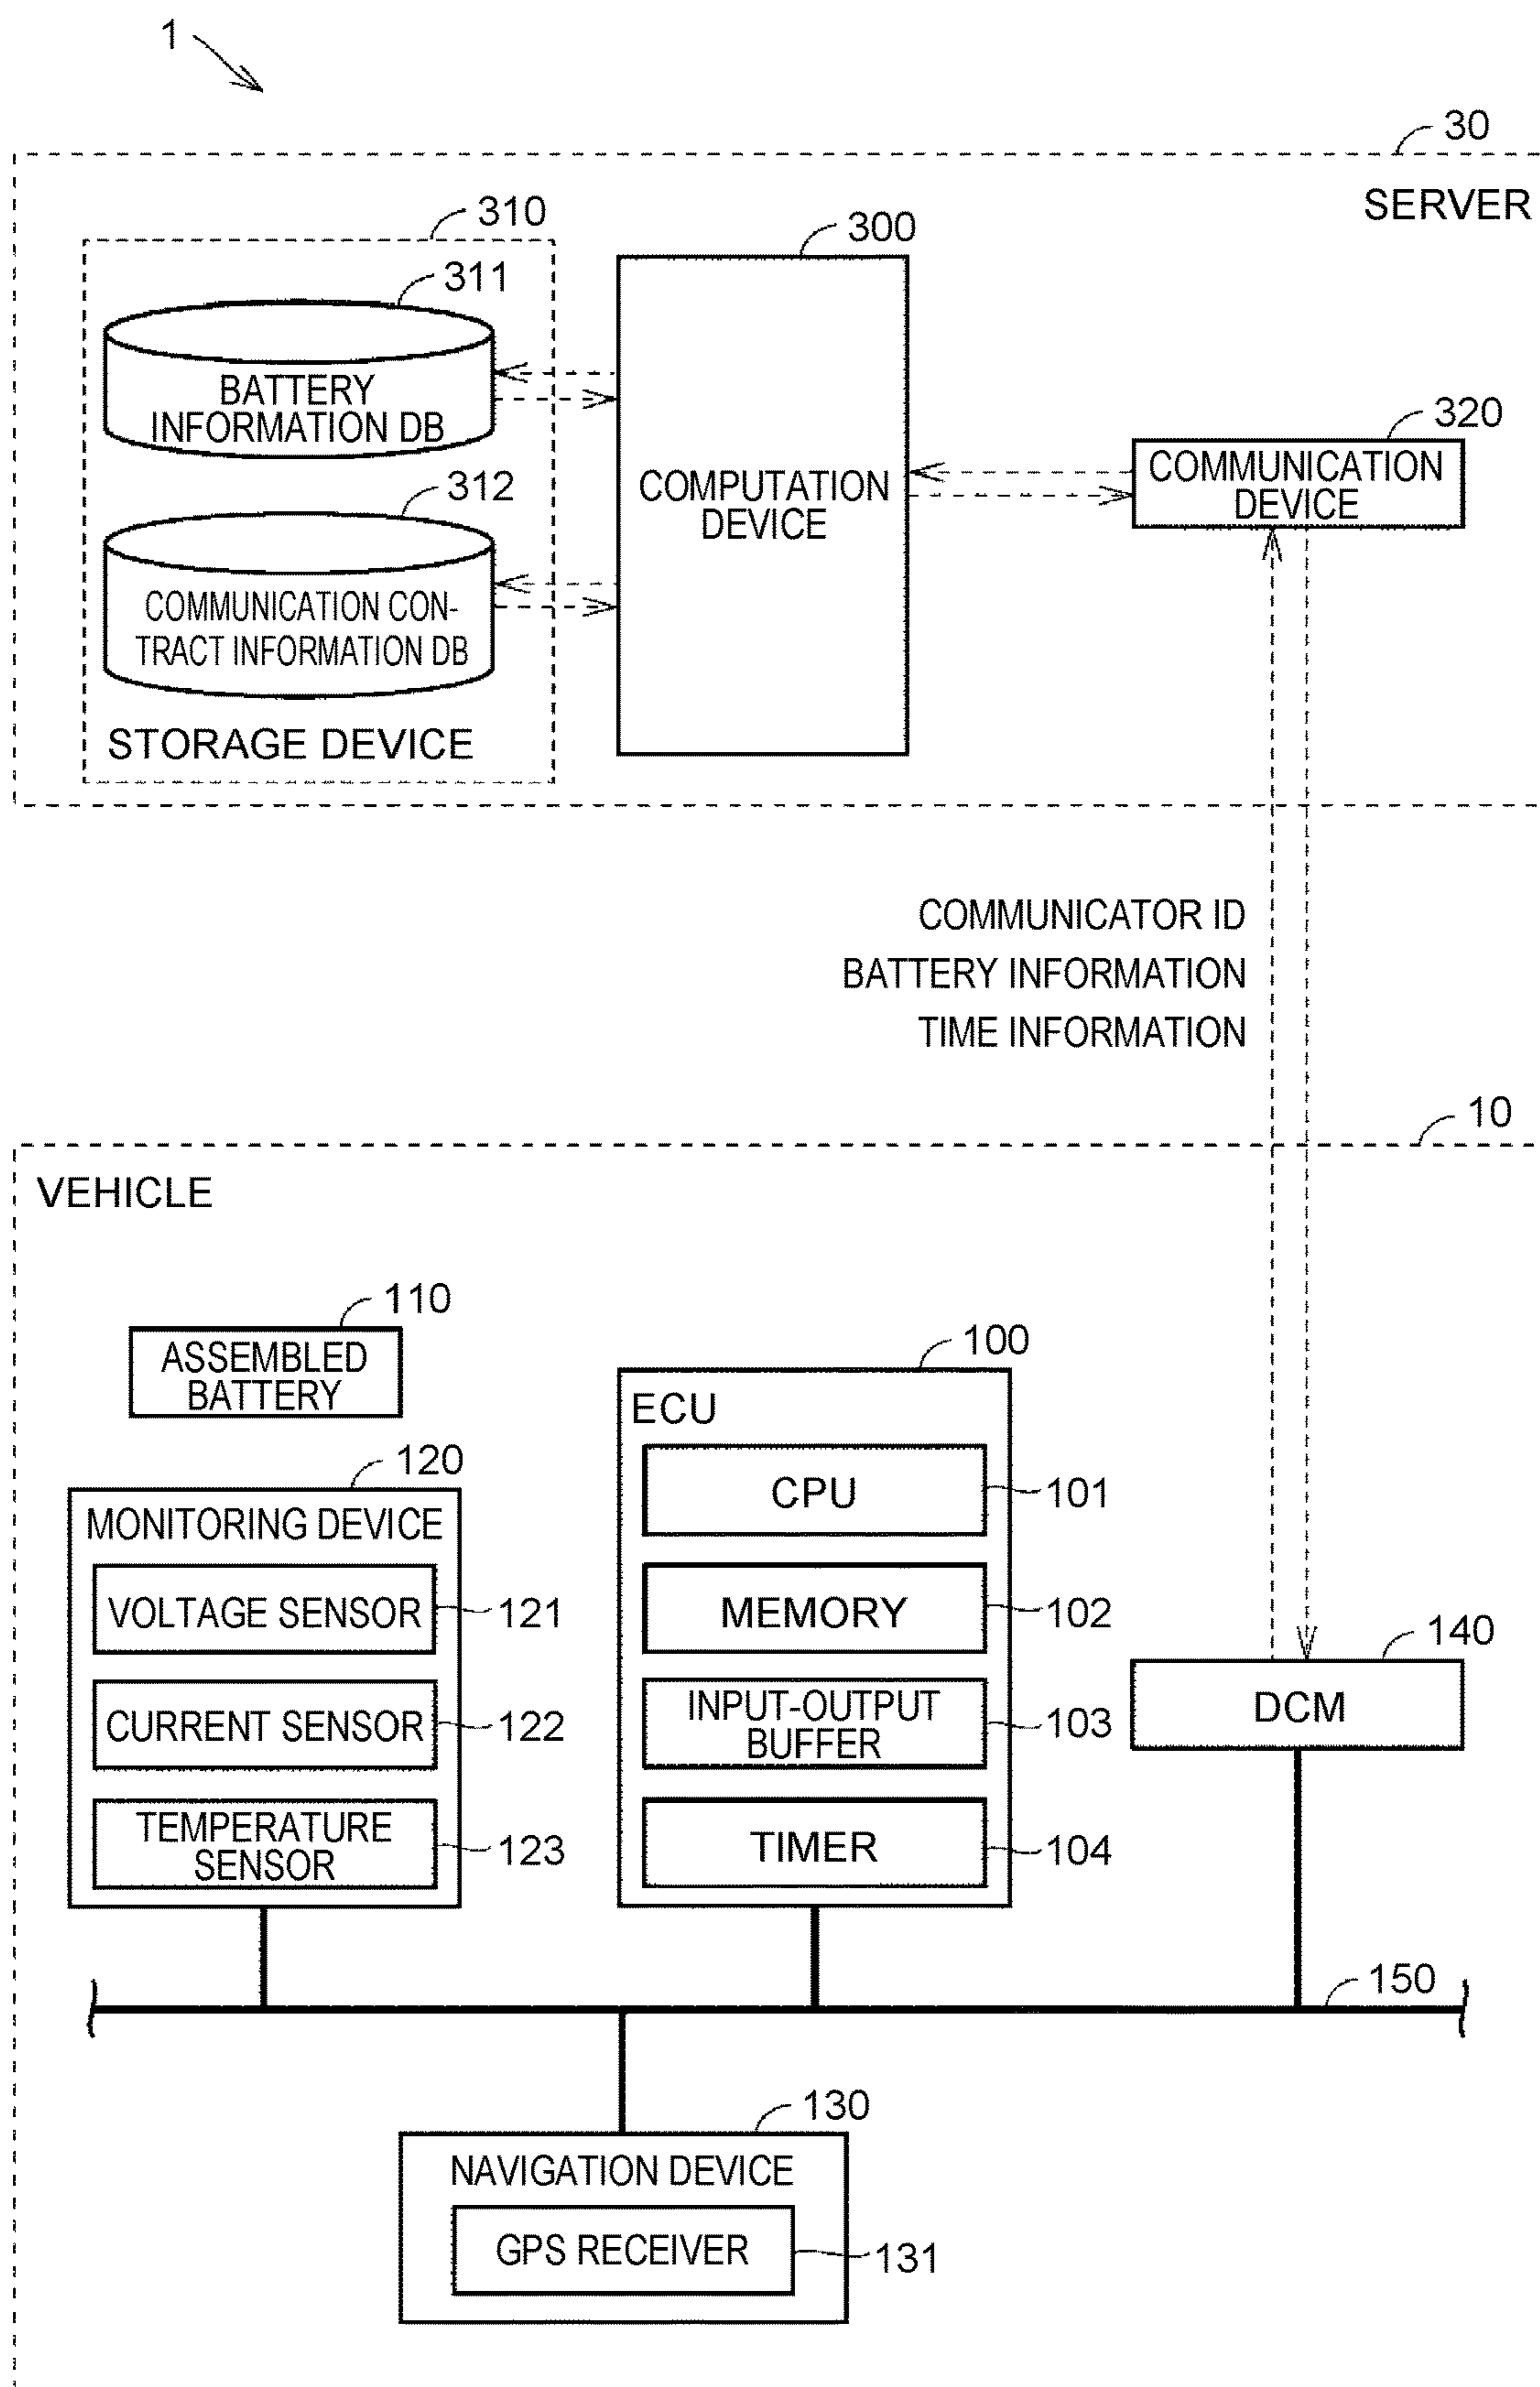 1
30
SERVER
310
300
311
BATTERY
INFORMATION DB
320
COMMUNICATION
DEVICE
312
COMPUTATION
DEVICE
COMMUNICATION CON-
TRACT INFORMATION DB
STORAGE DEVICE
COMMUNICATOR ID
BATTERY INFORMATION
TIME INFORMATION
10
VEHICLE
110
ASSEMBLED
BATTERY
100
ECU
120
MONITORING DEVICE
CPU
101
VOLTAGE SENSOR
121
MEMORY
102
140
DCM
CURRENT SENSOR
122
INPUT-OUTPUT
BUFFER
103
TEMPERATURE
SENSOR
123
TIMER
104
150
130
NAVIGATION DEVICE
GPS RECEIVER
131